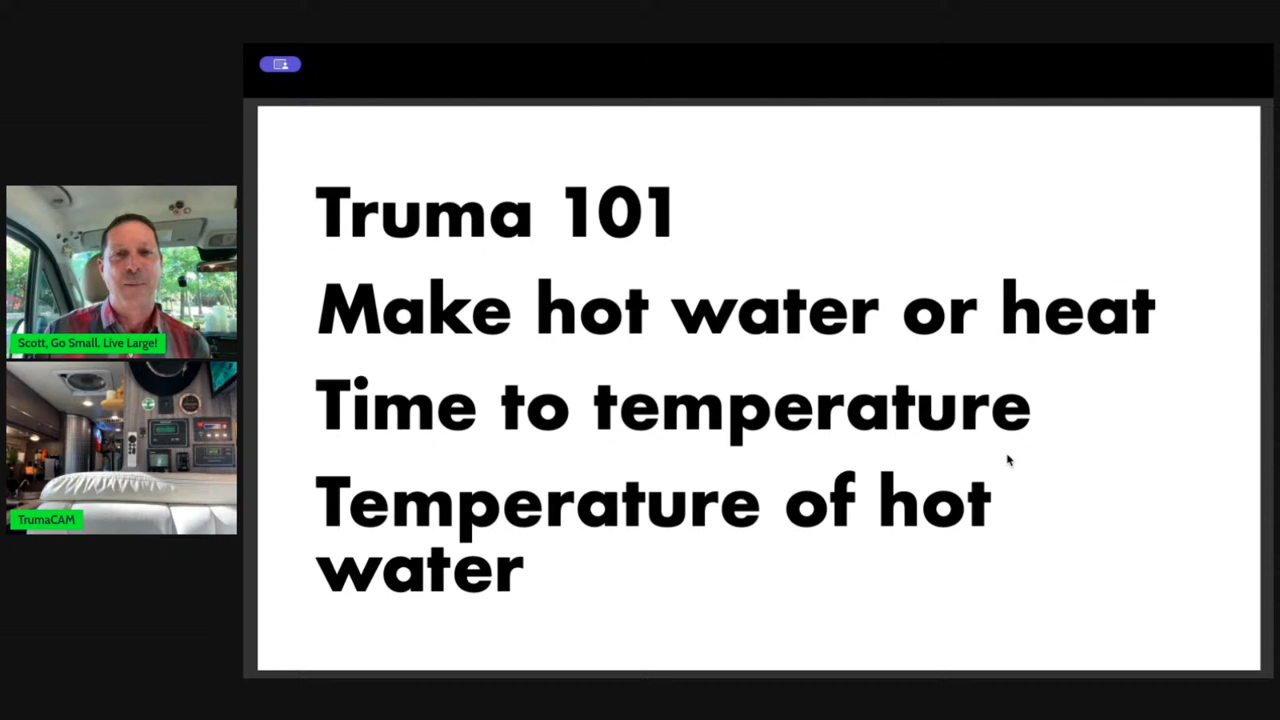 Truma 101
Make hot water or heat
Time to temperature
Temperature of hot
water
Scott, Go Small, Live Large!
TrumaCAM